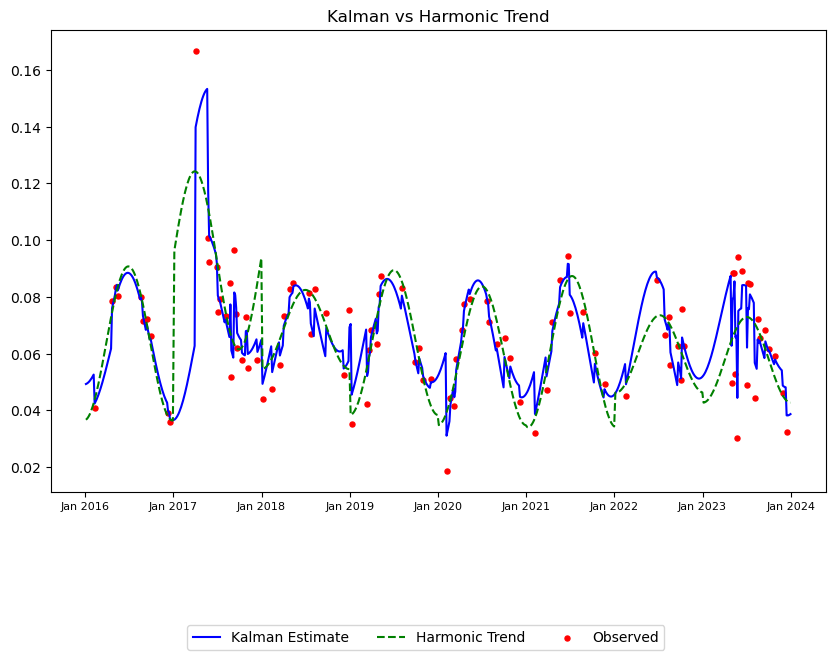 Kalman vs Harmonic Trend
0.16
0.14
0.12
0.10
0.08
0.06
0.04
0.02
Jan 2016 Jan 2017 Jan 2018 Jan 2019 Jan 2020 Jan 2021 Jan 2022 Jan 2023 Jan 2024
Kalman Estimate Harmonic Trend Observed